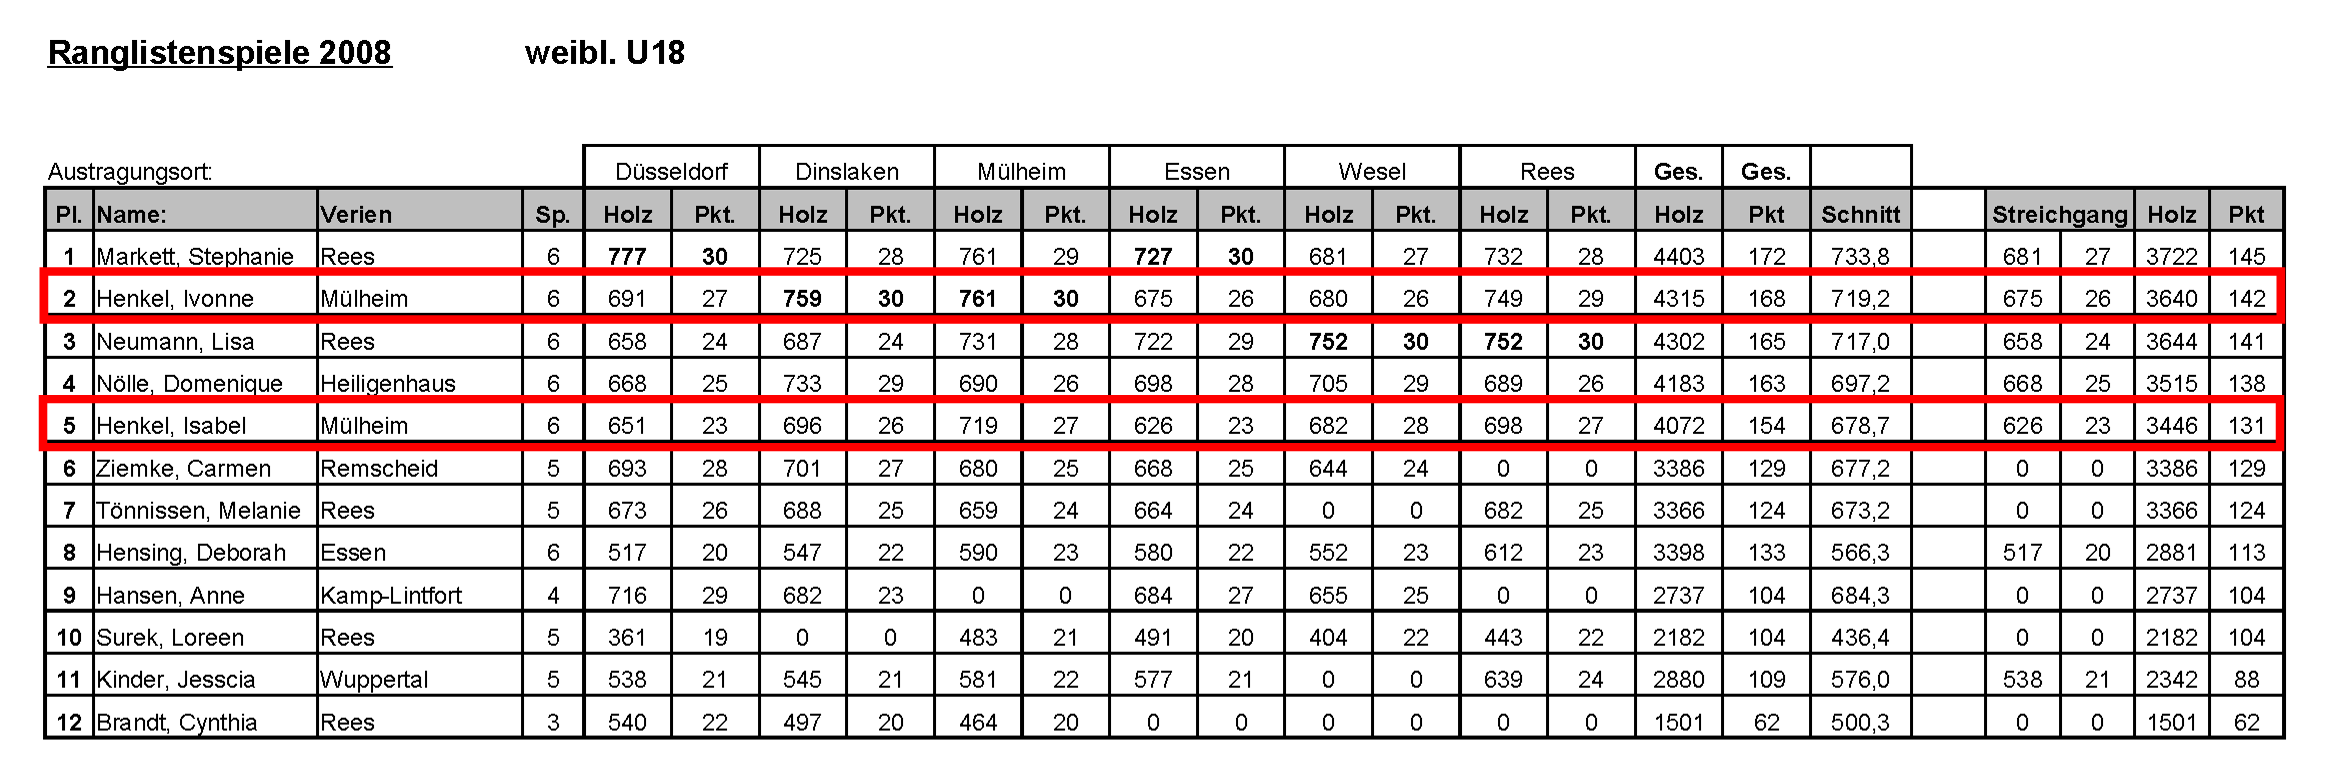 Ranglistenspiele 2008 weibl. U18
Austragungsort: Düsseldorf Dinslaken Mülheim Essen Wesel Rees Ges. Ges.
Pl. Name: Verien Sp. Holz Pkt. Holz Pkt. Holz Pkt. Holz Pkt. Holz Pkt. Holz Pkt. Holz Pkt Schnitt Streichgang Holz Pkt
1 Markett, Stephanie Rees 6 777 30 725 28 761 29 727 30 681 27 732 28 4403 172 733,8 681 27 3722 145
2 Henkel, Ivonne Mülheim 6 691 27 759 30 761 30 675 26 680 26 749 29 4315 168 719,2 675 26 3640 142
3 Neumann, Lisa Rees 6 658 24 687 24 731 28 722 29 752 30 752 30 4302 165 717,0 658 24 3644 141
4 Nölle, Domenique Heiligenhaus 6 668 25 733 29 690 26 698 28 705 29 689 26 4183 163 697,2 668 25 3515 138
5 Henkel, Isabel Mülheim 6 651 23 696 26 719 27 626 23 682 28 698 27 4072 154 678,7 626 23 3446 131
6 Ziemke, Carmen Remscheid 5 693 28 701 27 680 25 668 25 644 24 0 0 3386 129 677,2 0 0 3386 129
7 Tönnissen, Melanie Rees 5 673 26 688 25 659 24 664 24 0 0 682 25 3366 124 673,2 0 0 3366 124
8 Hensing, Deborah Essen 6 517 20 547 22 590 23 580 22 552 23 612 23 3398 133 566,3 517 20 2881 113
9 Hansen, Anne Kamp-Lintfort 4 716 29 682 23 0 0 684 27 655 25 0 0 2737 104 684,3 0 0 2737 104
10 Surek, Loreen Rees 5 361 19 0 0 483 21 491 20 404 22 443 22 2182 104 436,4 0 0 2182 104
11 Kinder, Jesscia Wuppertal 5 538 21 545 21 581 22 577 21 0 0 639 24 2880 109 576,0 538 21 2342 88
12 Brandt, Cynthia Rees 3 540 22 497 20 464 20 0 0 0 0 0 0 1501 62 500,3 0 0 1501 62